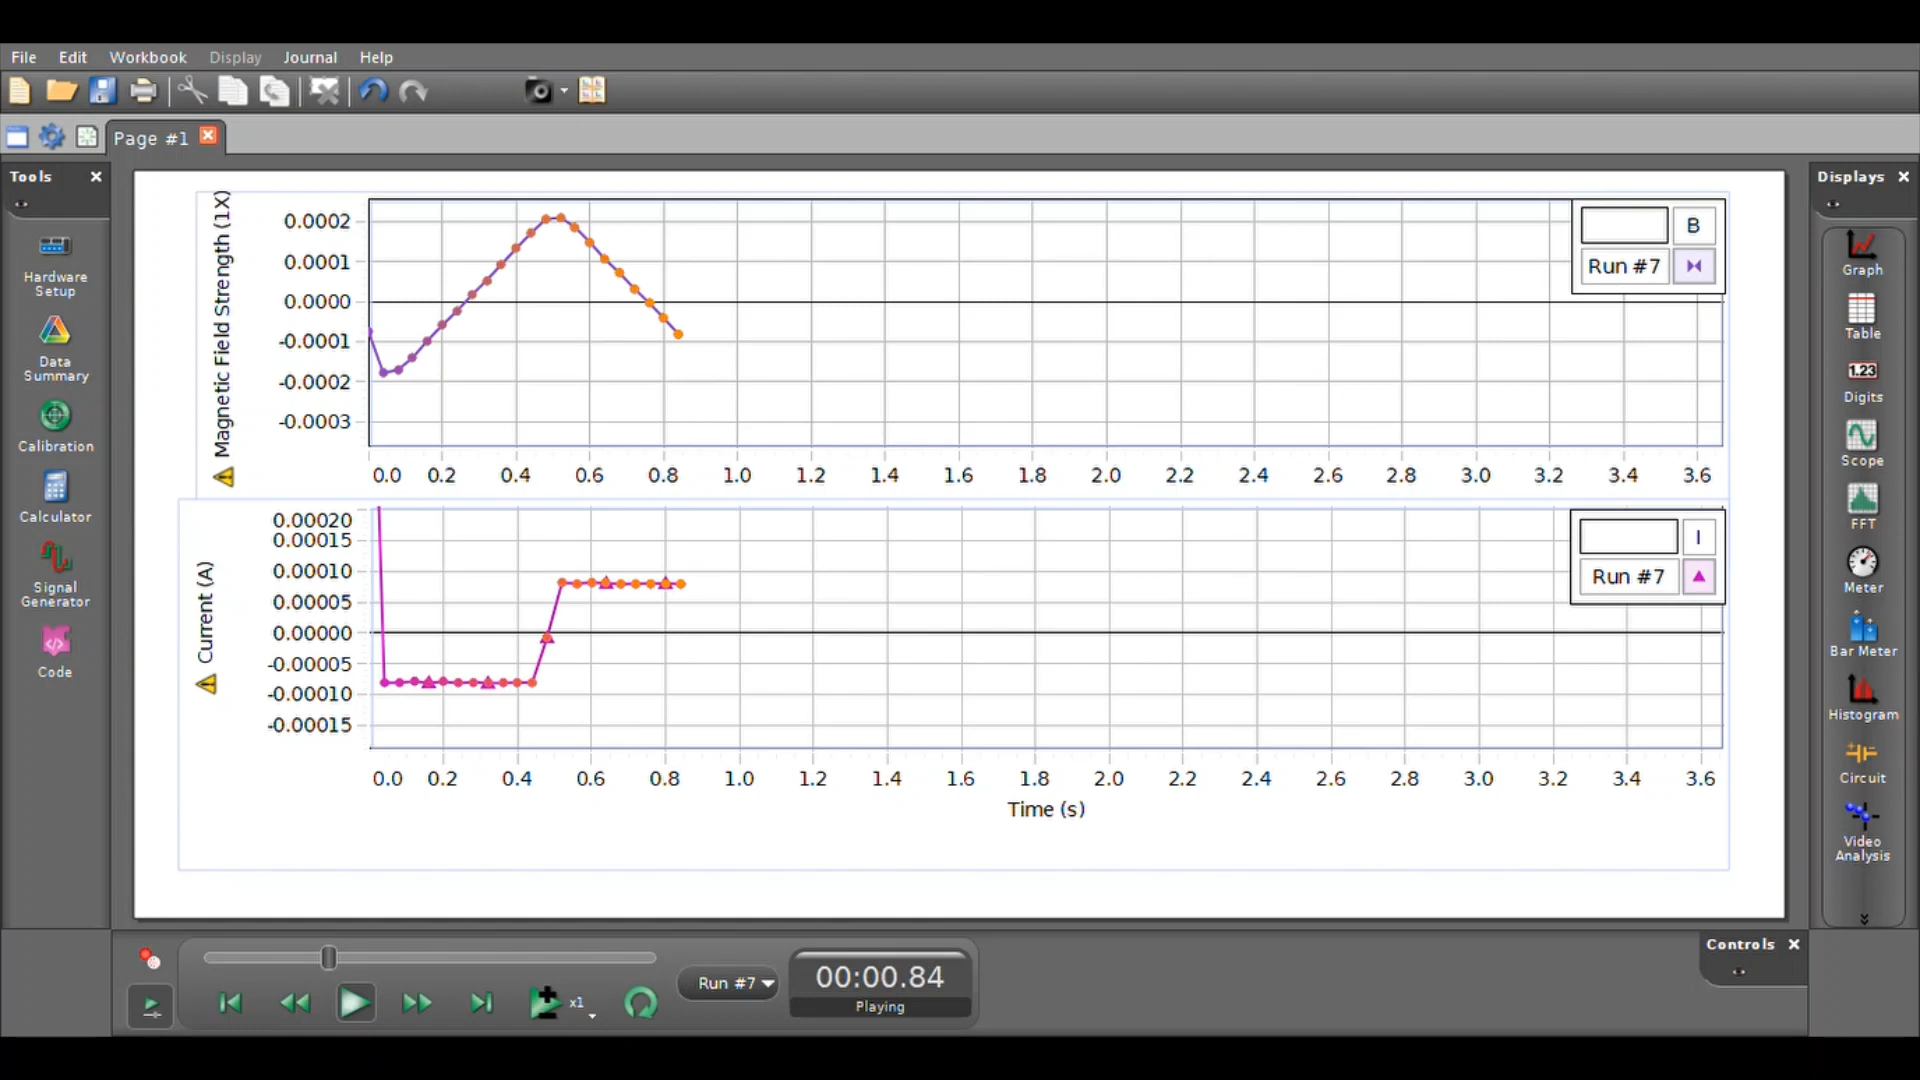 File Edit Workbook Display Journal Help
Page #1
Tools
Displays
Hardware
Setup
Data
Summary
Calibration
Calculator
Signal
Generator
Code
Magnetic Field Strength (1X)
0.0002
0.0001
0.0000
-0.0001
-0.0002
-0.0003
B
Run #7
0.0 0.2 0.4 0.6 0.8 1.0 1.2 1.4 1.6 1.8 2.0 2.2 2.4 2.6 2.8 3.0 3.2 3.4 3.6
Current (A)
0.00020
0.00015
0.00010
0.00005
0.00000
-0.00005
-0.00010
-0.00015
I
Run #7
0.0 0.2 0.4 0.6 0.8 1.0 1.2 1.4 1.6 1.8 2.0 2.2 2.4 2.6 2.8 3.0 3.2 3.4 3.6
Time (s)
Graph
Table
1.23
Digits
Scope
FFT
Meter
Bar Meter
Histogram
Circuit
Video
Analysis
x1
Run #7
00:00.84
Playing
Controls